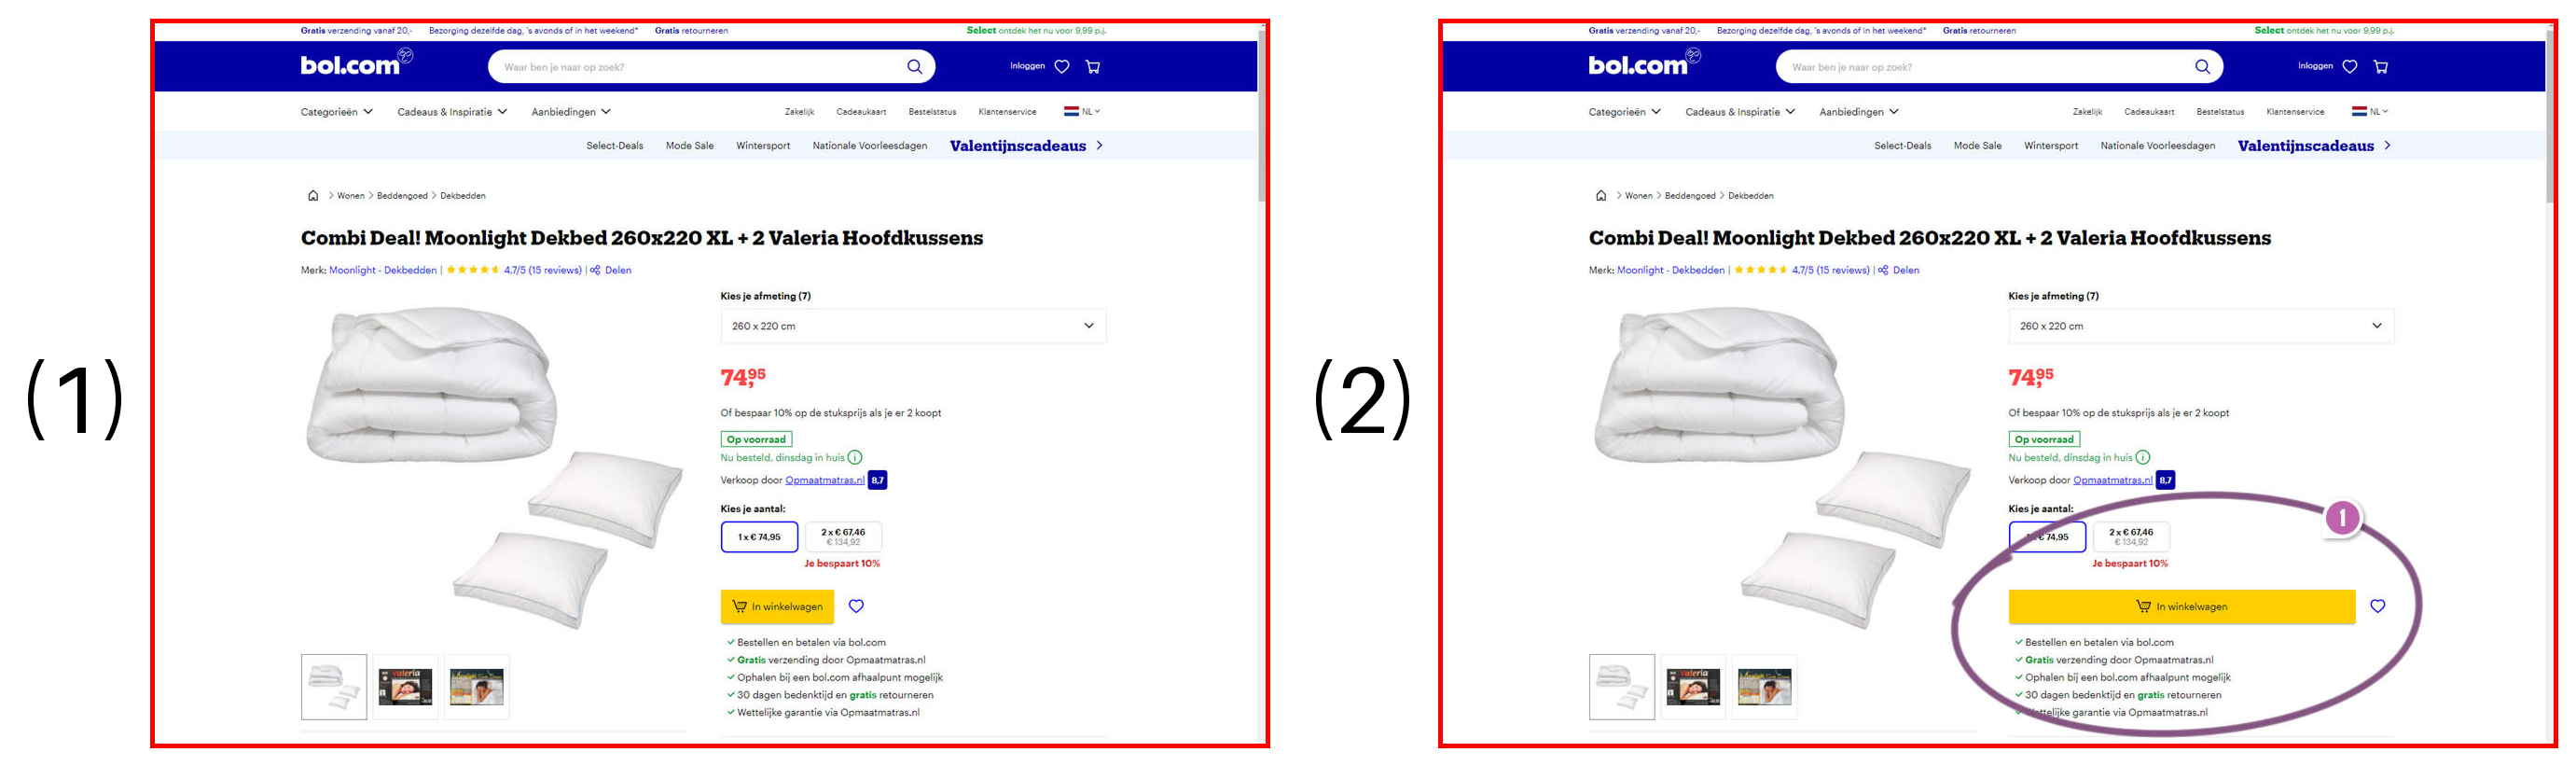 (1)
Gratis verzending vanaf 20,- Bezorging dezelfde dag, 's avonds of in het weekend* Gratis retourneren Select ontdek het nu voor 9,99 p.j.
bol.com Waar ben je naar op zoek? Inloggen
Categorieën Cadeaus & Inspiratie Aanbiedingen Zakelijk Cadeaukaart Bestelstatus Klantenservice NL
Select-Deals Mode Sale Wintersport Nationale Voorleesdagen Valentijnscadeaus
> Wonen > Beddengoed > Dekbedden
Combi Deal! Moonlight Dekbed 260x220 XL + 2 Valeria Hoofdkussens
Merk: Moonlight - Dekbedden | 4,7/5 (15 reviews) | Delen
Kies je afmeting (7)
260 x 220 cm
74,95
Of bespaar 10% op de stuksprijs als je er 2 koopt
Op voorraad
Nu besteld, dinsdag in huis
Verkoop door Opmaatmatras.nl 8,7
Kies je aantal:
1 x € 74,95 2 x € 67,46
€ 134,92
Je bespaart 10%
In winkelwagen
Bestellen en betalen via bol.com
Gratis verzending door Opmaatmatras.nl
Ophalen bij een bol.com afhaalpunt mogelijk
30 dagen bedenktijd en gratis retourneren
Wettelijke garantie via Opmaatmatras.nl
valeria
(2)
Gratis verzending vanaf 20,- Bezorging dezelfde dag, 's avonds of in het weekend* Gratis retourneren Select ontdek het nu voor 9,99 p.j.
bol.com Waar ben je naar op zoek? Inloggen
Categorieën Cadeaus & Inspiratie Aanbiedingen Zakelijk Cadeaukaart Bestelstatus Klantenservice NL
Select-Deals Mode Sale Wintersport Nationale Voorleesdagen Valentijnscadeaus
> Wonen > Beddengoed > Dekbedden
Combi Deal! Moonlight Dekbed 260x220 XL + 2 Valeria Hoofdkussens
Merk: Moonlight - Dekbedden | 4,7/5 (15 reviews) | Delen
Kies je afmeting (7)
260 x 220 cm
74,95
Of bespaar 10% op de stuksprijs als je er 2 koopt
Op voorraad
Nu besteld, dinsdag in huis
Verkoop door Opmaatmatras.nl 8,7
Kies je aantal:
1
€ 74,95 2 x € 67,46
€ 134,92
Je bespaart 10%
In winkelwagen
Bestellen en betalen via bol.com
Gratis verzending door Opmaatmatras.nl
Ophalen bij een bol.com afhaalpunt mogelijk
30 dagen bedenktijd en gratis retourneren
Wettelijke garantie via Opmaatmatras.nl
valeria